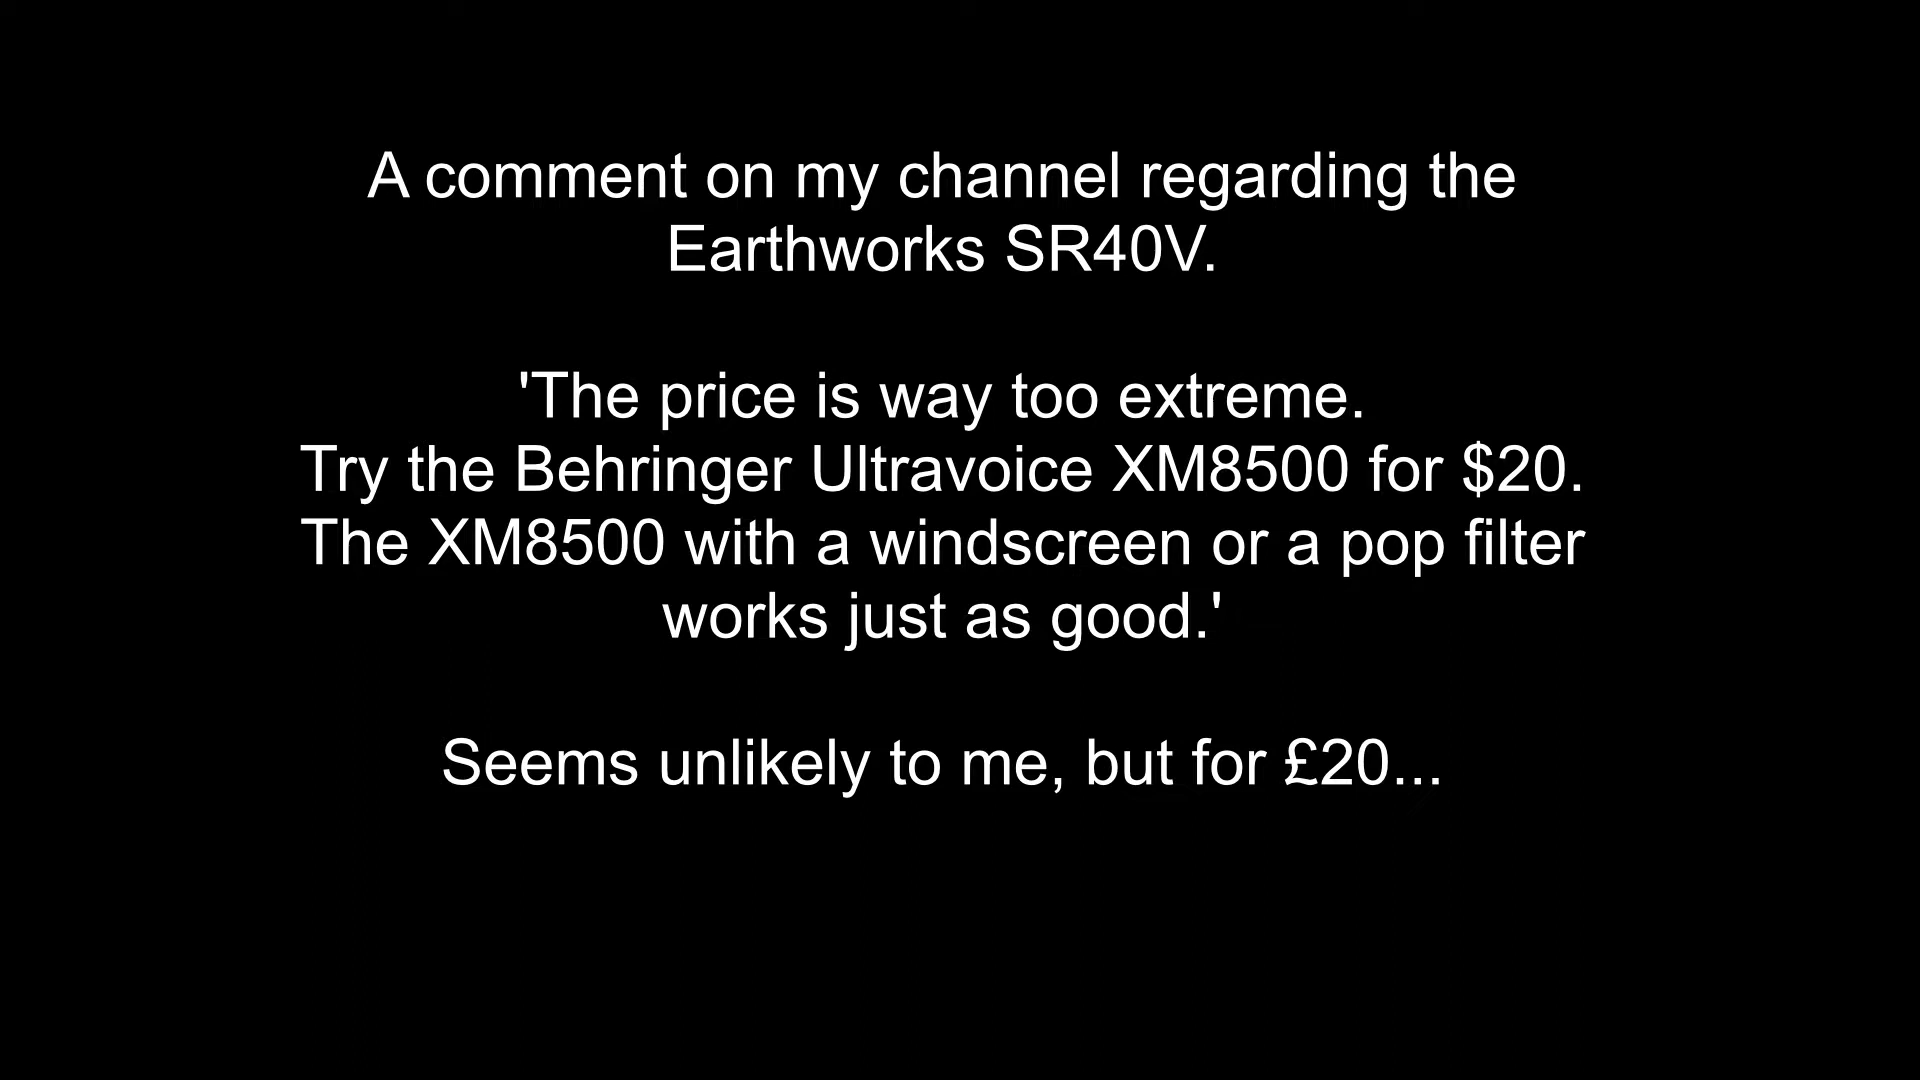 A comment on my channel regarding the
Earthworks SR40V.
'The price is way too extreme.
Try the Behringer Ultravoice XM8500 for $20.
The XM8500 with a windscreen or a pop filter
works just as good.'
Seems unlikely to me, but for £20...